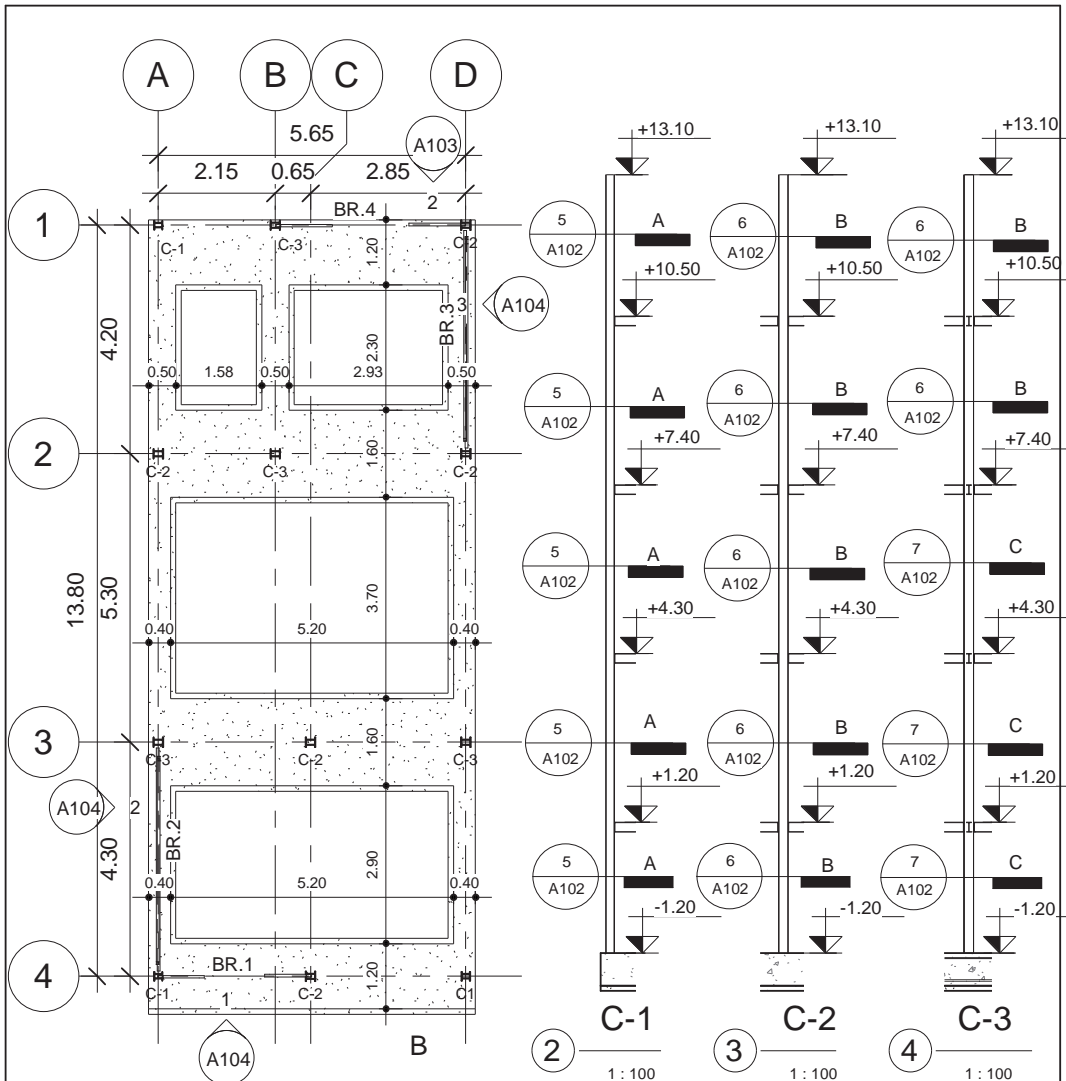 A B C D
5.65
A103
2.15 0.65 2.85
2
1
BR.4
C-1 C-3 C-2
1.20
4.20
BR.3
3
A104
2.30
0.50 1.58 0.50 2.93 0.50
2
1.60
C-2 C-3 C-2
13.80
5.30
3.70
0.40 5.20 0.40
3
1.60
C-3 C-2 C-3
A104
2
BR.2
4.30
2.90
0.40 5.20 0.40
4
BR.1
1.20
C-1 C-2 C1
1
A104
B
+13.10
5
A102
A
+10.50
5
A102
A
+7.40
5
A102
A
+4.30
5
A102
A
+1.20
5
A102
A
-1.20
C-1
2
1 : 100
+13.10
6
A102
B
+10.50
6
A102
B
+7.40
6
A102
B
+4.30
6
A102
B
+1.20
6
A102
B
-1.20
C-2
3
1 : 100
+13.10
6
A102
B
+10.50
6
A102
B
+7.40
7
A102
C
+4.30
7
A102
C
+1.20
7
A102
C
-1.20
C-3
4
1 : 100